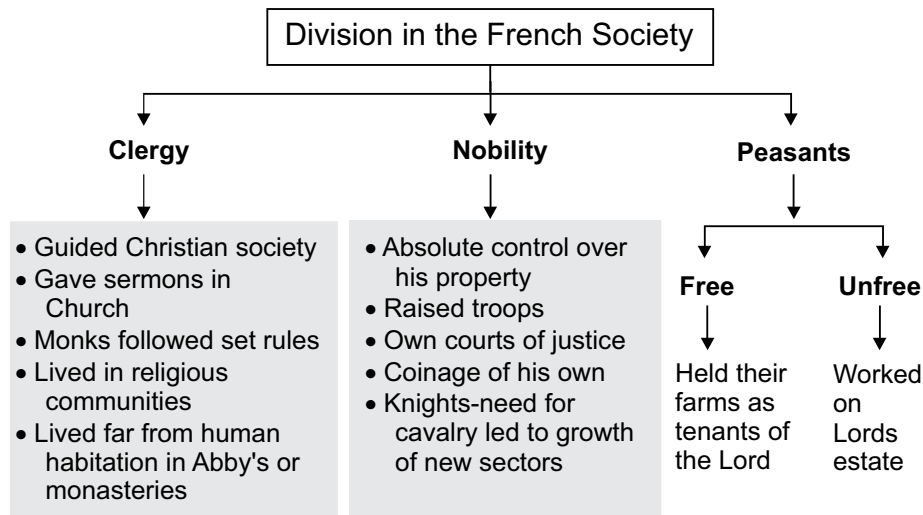 Division in the French Society
Clergy
Nobility
Peasants
• Guided Christian society
• Gave sermons in
Church
• Monks followed set rules
• Lived in religious
communities
• Lived far from human
habitation in Abby's or
monasteries
• Absolute control over
his property
• Raised troops
• Own courts of justice
• Coinage of his own
• Knights-need for
cavalry led to growth
of new sectors
Free
Held their
farms as
tenants of
the Lord
Unfree
Worked
on
Lords
estate